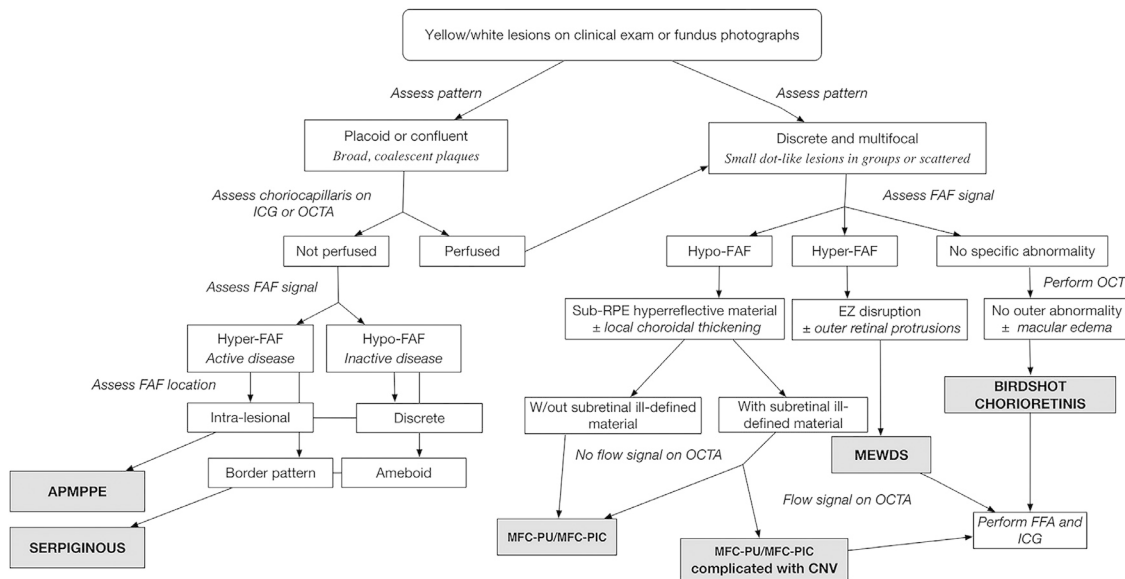 Yellow/white lesions on clinical exam or fundus photographs
Assess pattern
Assess pattern
Placoid or confluent
Broad, coalescent plaques
Discrete and multifocal
Small dot-like lesions in groups or scattered
Assess choriocapillaris on
ICG or OCTA
Assess FAF signal
Not perfused
Perfused
Hypo-FAF
Hyper-FAF
No specific abnormality
Assess FAF signal
Perform OCT
Sub-RPE hyperreflective material
± local choroidal thickening
EZ disruption
± outer retinal protrusions
No outer abnormality
± macular edema
Hyper-FAF
Active disease
Hypo-FAF
Inactive disease
Assess FAF location
BIRDSHOT
CHORIORETINIS
Intra-lesional
Discrete
W/out subretinal ill-defined
material
With subretinal ill-
defined material
Border pattern
Ameboid
No flow signal on OCTA
MEWDS
APMPPE
Flow signal on OCTA
SERPIGINOUS
MFC-PU/MFC-PIC
MFC-PU/MFC-PIC
complicated with CNV
Perform FFA and
ICG